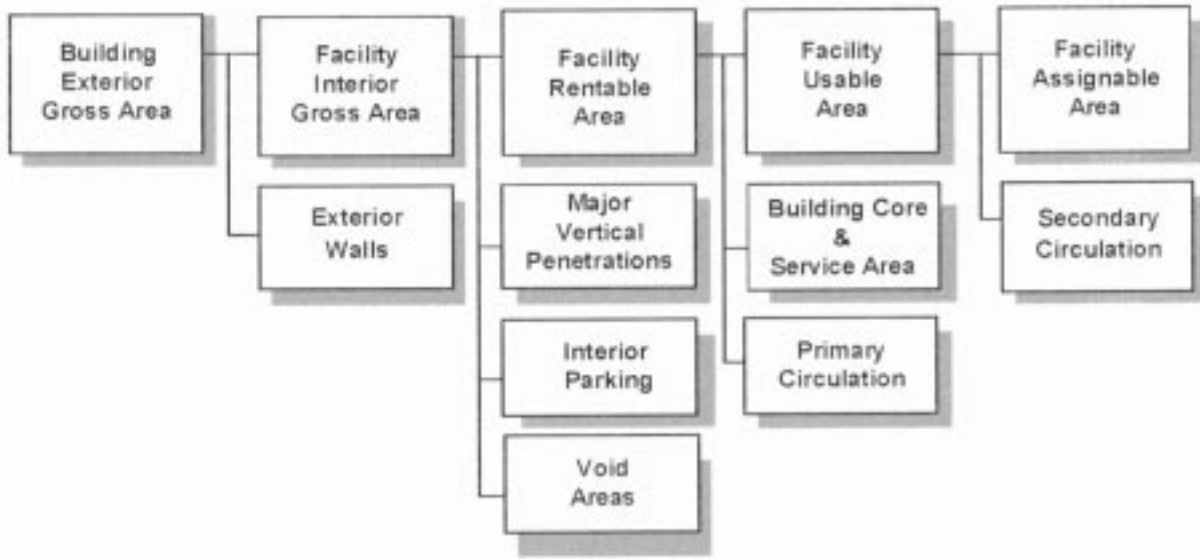 Building
Exterior
Gross Area
Facility
Interior
Gross Area
Facility
Rentable
Area
Facility
Usable
Area
Facility
Assignable
Area
Exterior
Walls
Major
Vertical
Penetrations
Building Core
&
Service Area
Secondary
Circulation
Interior
Parking
Primary
Circulation
Void
Areas